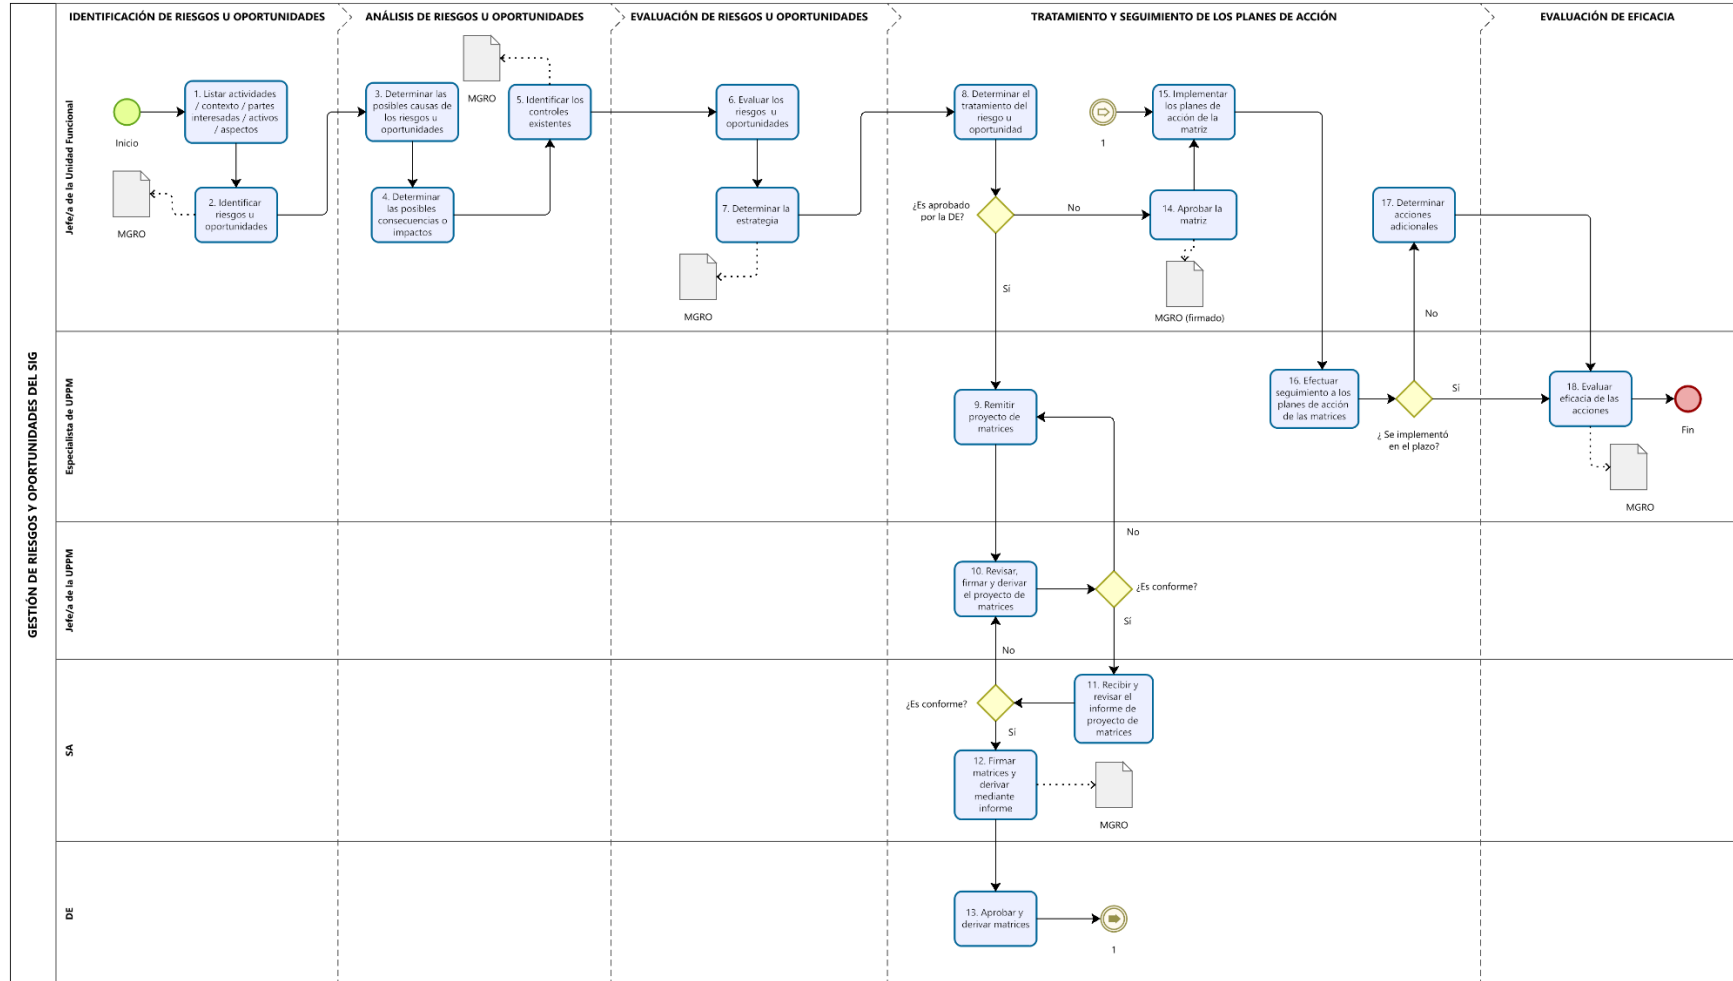 IDENTIFICACIÓN DE RIESGOS U OPORTUNIDADES
ANÁLISIS DE RIESGOS U OPORTUNIDADES
EVALUACIÓN DE RIESGOS U OPORTUNIDADES
TRATAMIENTO Y SEGUIMIENTO DE LOS PLANES DE ACCIÓN
EVALUACIÓN DE EFICACIA
GESTIÓN DE RIESGOS Y OPORTUNIDADES DEL SIG
Jefe/a de la Unidad Funcional
Inicio
1. Listar actividades
/ contexto / partes
interesadas / activos
/ aspectos
MGRO
2. Identificar
riesgos u
oportunidades
3. Determinar las
posibles causas de
los riesgos u
oportunidades
4. Determinar
las posibles
consecuencias o
impactos
MGRO
5. Identificar los
controles
existentes
6. Evaluar los
riesgos u
oportunidades
7. Determinar la
estrategia
MGRO
8. Determinar el
tratamiento del
riesgo u
oportunidad
¿Es aprobado
por la DE?
No
Sí
1
15. Implementar
los planes de
acción de la
matriz
14. Aprobar la
matriz
MGRO (firmado)
17. Determinar
acciones
adicionales
No
Especialista de UPPM
9. Remitir
proyecto de
matrices
16. Efectuar
seguimiento a los
planes de acción
de las matrices
¿ Se implementó
en el plazo?
Sí
18. Evaluar
eficacia de las
acciones
Fin
MGRO
Jefe/a de la UPPM
No
10. Revisar,
firmar y derivar
el proyecto de
matrices
¿Es conforme?
Sí
No
SA
11. Recibir y
revisar el
informe de
proyecto de
matrices
¿Es conforme?
Sí
12. Firmar
matrices y
derivar
mediante
informe
MGRO
DE
13. Aprobar y
derivar matrices
1